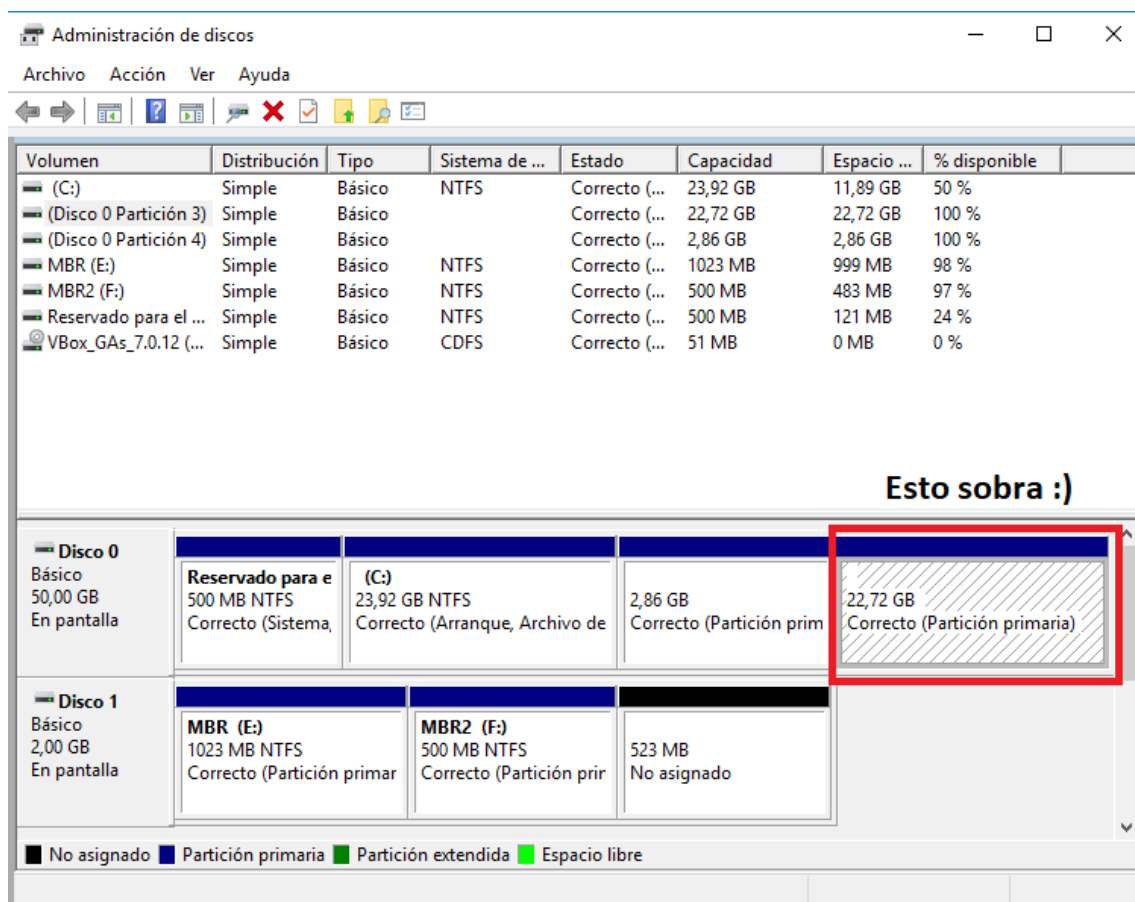 Administración de discos
Archivo Acción Ver Ayuda
Volumen Distribución Tipo Sistema de ... Estado Capacidad Espacio ... % disponible
(C:) Simple Básico NTFS Correcto (... 23,92 GB 11,89 GB 50 %
(Disco 0 Partición 3) Simple Básico Correcto (... 22,72 GB 22,72 GB 100 %
(Disco 0 Partición 4) Simple Básico Correcto (... 2,86 GB 2,86 GB 100 %
MBR (E:) Simple Básico NTFS Correcto (... 1023 MB 999 MB 98 %
MBR2 (F:) Simple Básico NTFS Correcto (... 500 MB 483 MB 97 %
Reservado para el ... Simple Básico NTFS Correcto (... 500 MB 121 MB 24 %
VBox_GAs_7.0.12 (... Simple Básico CDFS Correcto (... 51 MB 0 MB 0 %
Esto sobra :)
Disco 0
Básico
50,00 GB
En pantalla
Reservado para e
500 MB NTFS
Correcto (Sistema,
(C:)
23,92 GB NTFS
Correcto (Arranque, Archivo de
2,86 GB
Correcto (Partición prim
22,72 GB
Correcto (Partición primaria)
Disco 1
Básico
2,00 GB
En pantalla
MBR (E:)
1023 MB NTFS
Correcto (Partición primar
MBR2 (F:)
500 MB NTFS
Correcto (Partición prir
523 MB
No asignado
No asignado Partición primaria Partición extendida Espacio libre